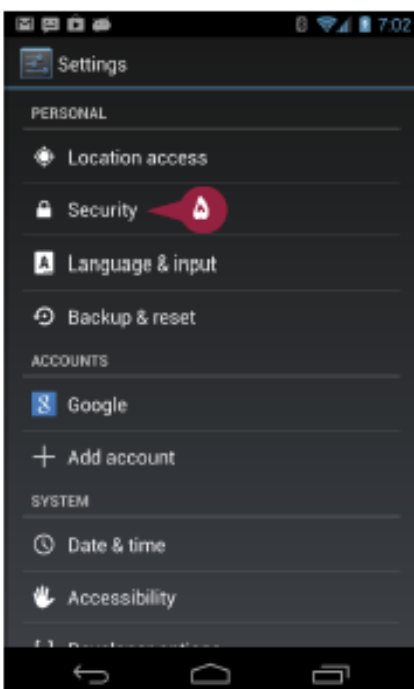 7:02
Settings
PERSONAL
Location access
Security ۵
Language & input
Backup & reset
ACCOUNTS
Google
Add account
SYSTEM
Date & time
Accessibility